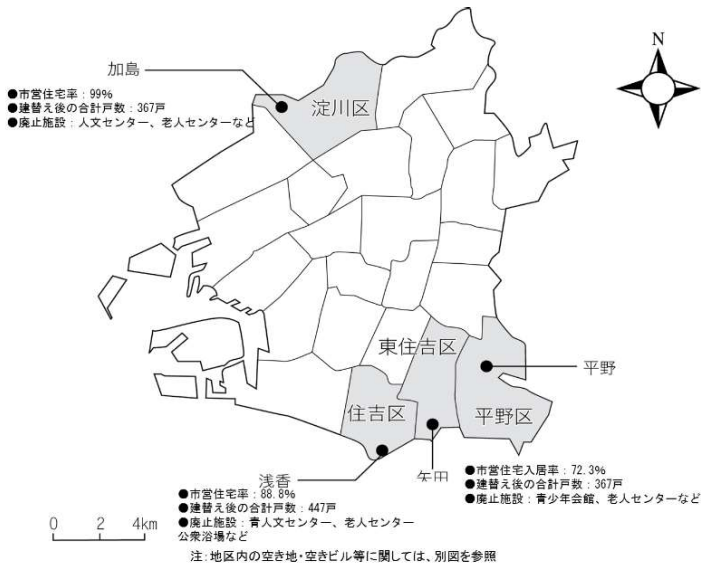 N
加島
●市営住宅率：99%
●建替え後の合計戸数：367戸
●廃止施設：人文センター、老人センターなど
淀川区
東住吉区
平野
住吉区
平野区
浅香
矢田
●市営住宅入居率：72.3%
●建替え後の合計戸数：367戸
●廃止施設：青少年会館、老人センターなど
●市営住宅率：88.8%
●建替え後の合計戸数：447戸
●廃止施設：青人文センター、老人センター
公衆浴場など
0 2 4km
注：地区内の空き地・空きビル等に関しては、別図を参照